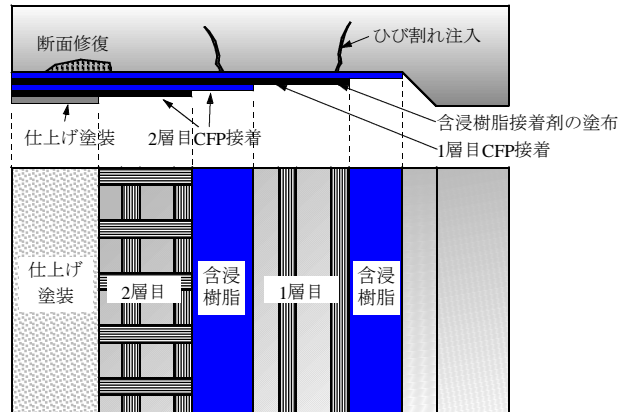 断面修復
ひび割れ注入
仕上げ塗装
2層目CFP接着
含浸樹脂接着剤の塗布
1層目CFP接着
仕上げ
塗装
2層目
含浸
樹脂
1層目
含浸
樹脂